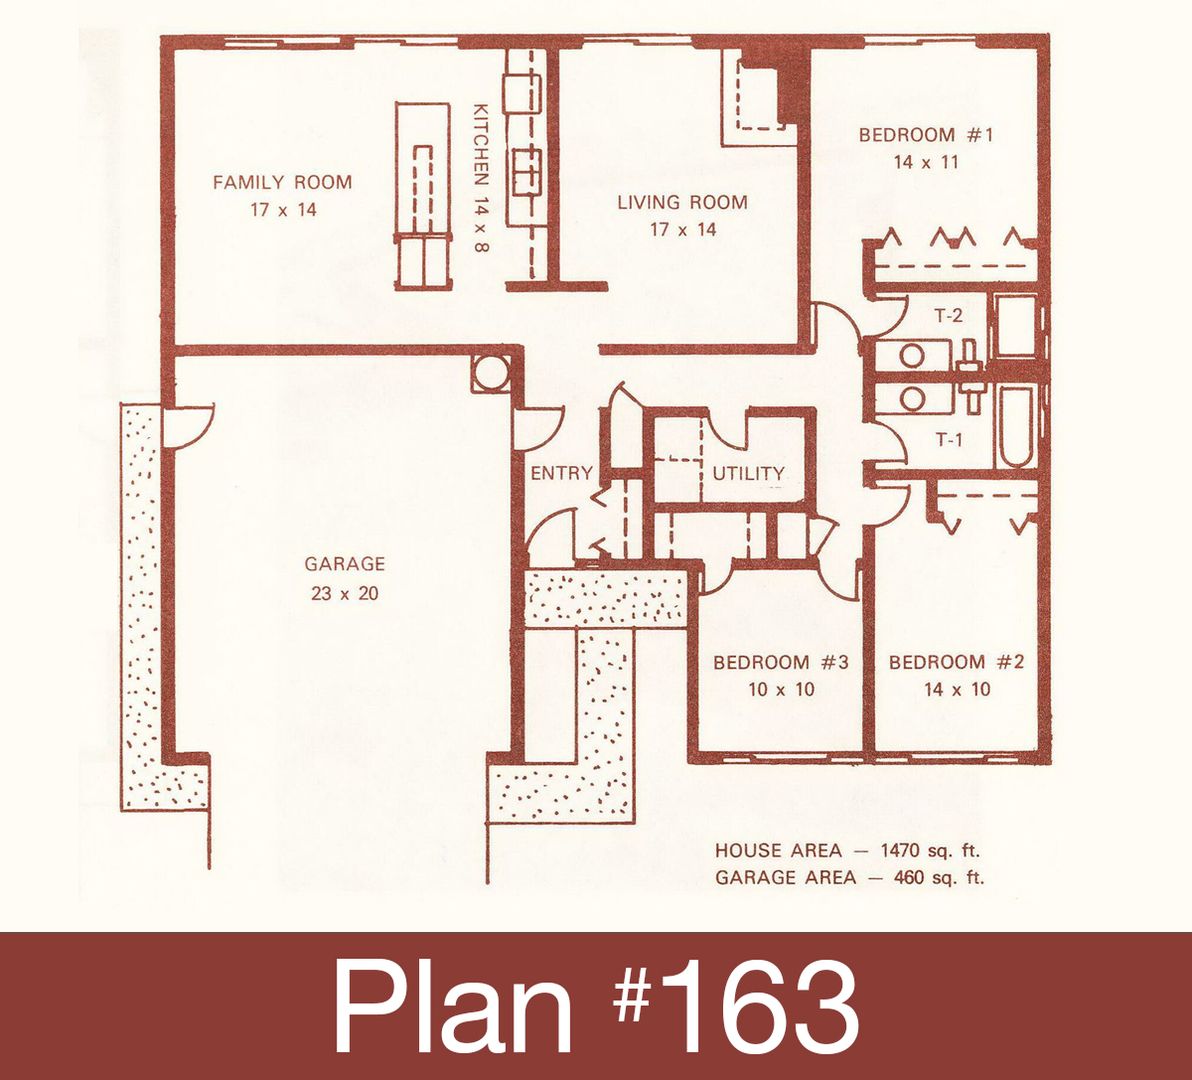 FAMILY ROOM
17 x 14
KITCHEN 14 x 8
LIVING ROOM
17 x 14
BEDROOM #1
14 x 11
T-2
T-1
ENTRY
UTILITY
GARAGE
23 x 20
BEDROOM #3
10 x 10
BEDROOM #2
14 x 10
HOUSE AREA — 1470 sq. ft.
GARAGE AREA — 460 sq. ft.
Plan #163